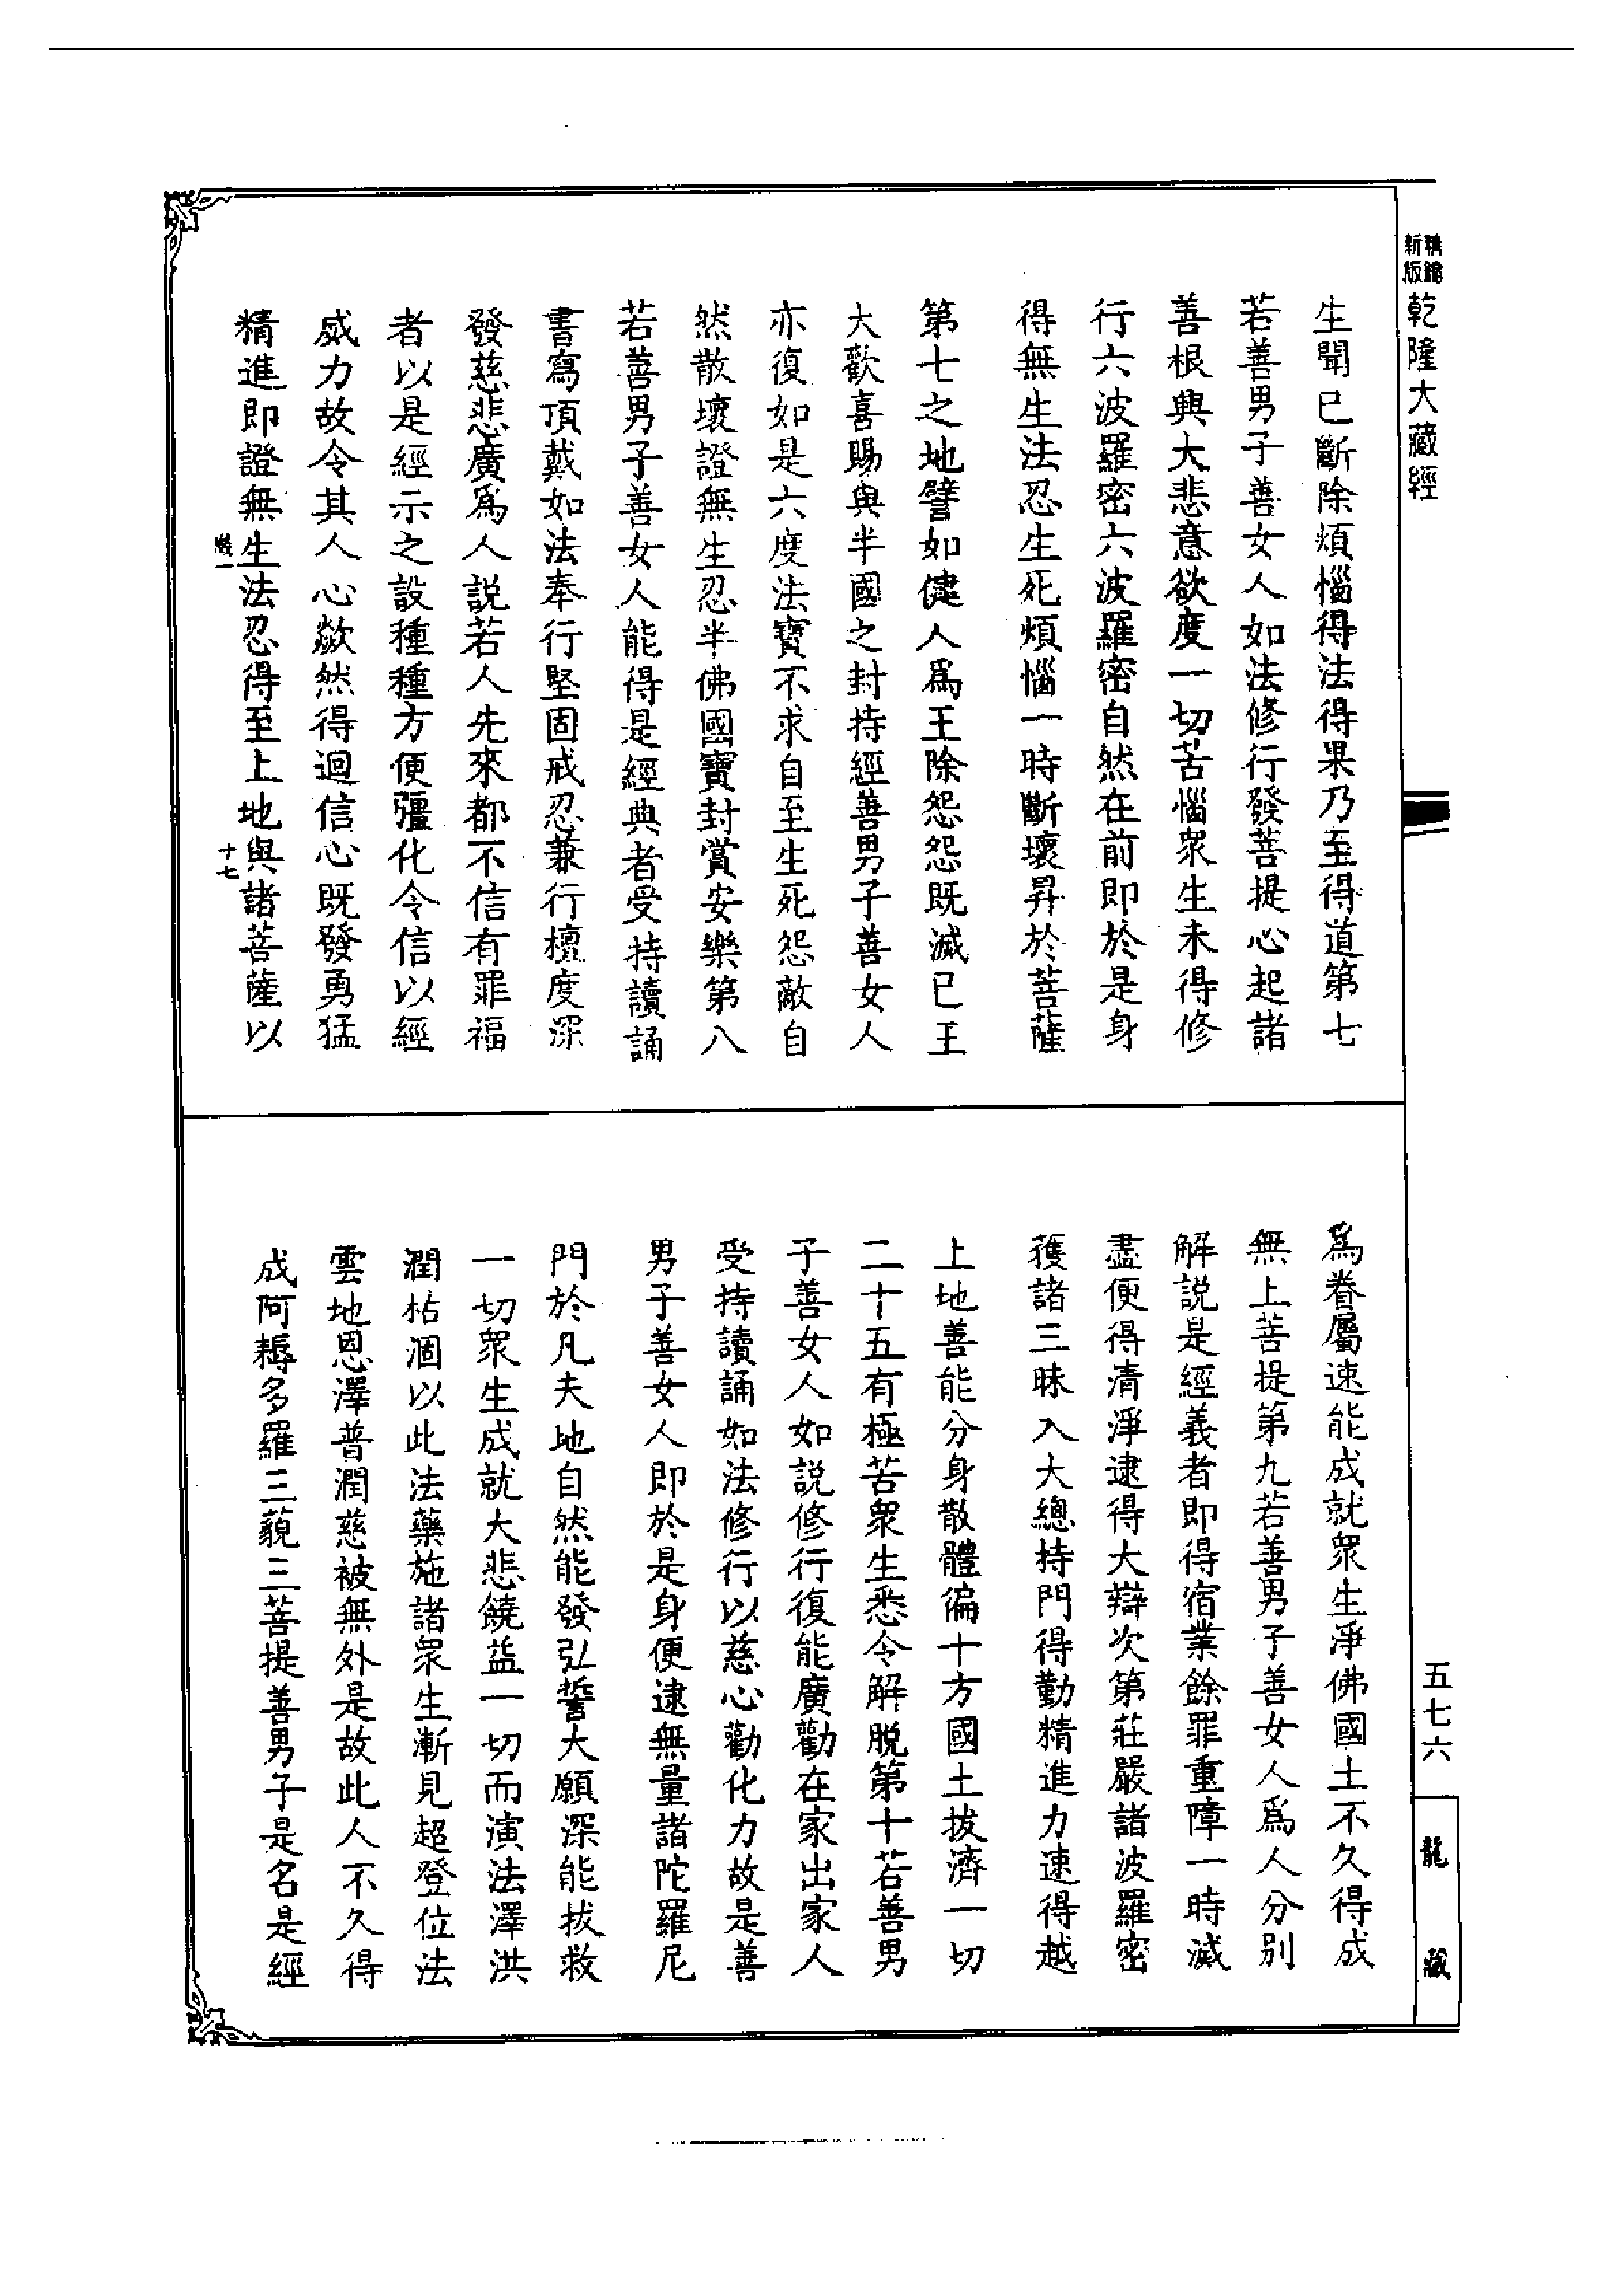 新版
乾隆大藏經
生聞已斷除煩惱得法得果乃至得道第七
若善男子善女人如法修行發菩提心起諸
善根興大悲意欲度一切苦惱衆生未得修
行六波羅密六波羅密自然在前即於是身
得無生法忍生死煩惱一時斷壞昇於菩薩
第七之地譬如健人爲王除怨怨既滅已王
大歡喜賜與半國之封持經善男子善女人
亦復如是六度法寶不求自至生死怨敵自
然散壞證無生忍半佛國寶封賞安樂第八
若善男子善女人能得是經典者受持讀誦
書寫頂戴如法奉行堅固戒忍兼行檀度深
發慈悲廣爲人説若人先來都不信有罪福
者以是經示之設種種方便彊化令信以經
威力故令其人心歘然得迴信心既發勇猛
精進即證無生法忍得至上地與諸菩薩以
十七
爲眷屬速能成就衆生淨佛國土不久得成
無上菩提第九若善男子善女人爲人分別
解説是經義者即得宿業餘罪重障一時滅
盡便得清淨逮得大辯次第莊嚴諸波羅密
獲諸三昧入大總持門得勤精進力速得越
上地善能分身散體徧十方國土拔濟一切
二十五有極苦衆生悉令解脱第十若善男
子善女人如説修行復能廣勸在家出家人
受持讀誦如法修行以慈心勸化力故是善
男子善女人即於是身便逮無量諸陀羅尼
門於凡夫地自然能發弘誓大願深能拔救
一切衆生成就大悲饒益一切而演法澤洪
潤枯涸以此法藥施諸衆生漸見超登位法
雲地恩澤普潤慈被無外是故此人不久得
成阿耨多羅三藐三菩提善男子是名是經
五七六
龍藏